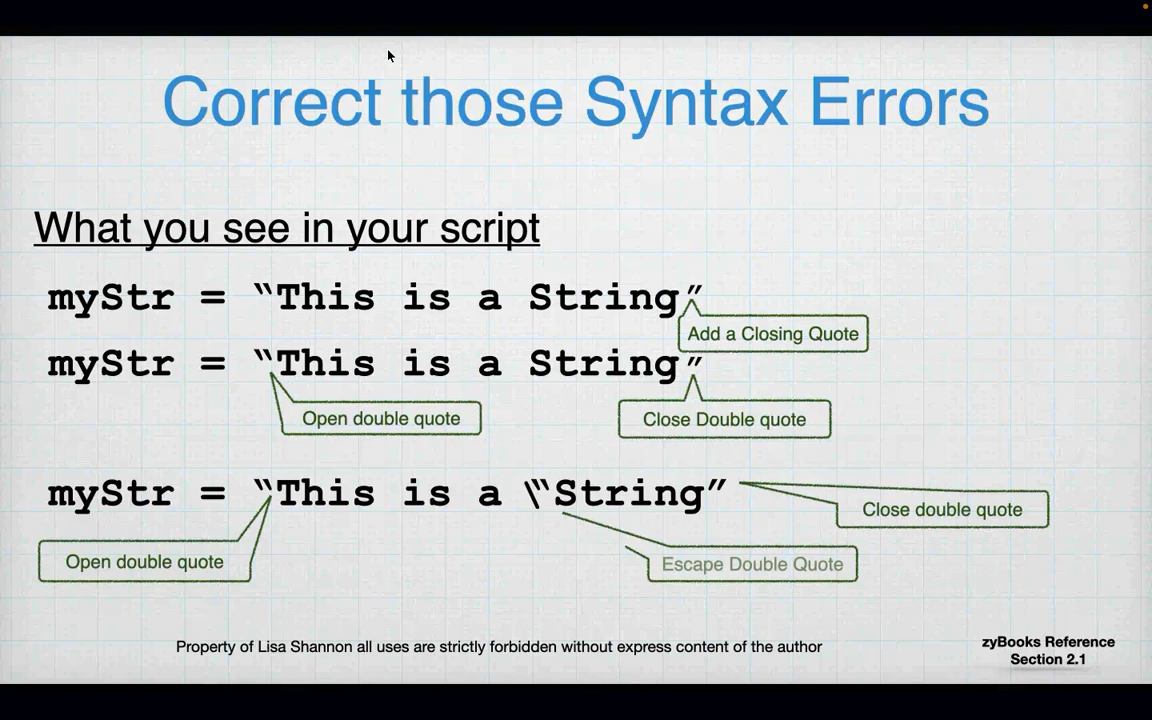 Correct those Syntax Errors
What you see in your script
myStr = “This is a String”
Add a Closing Quote
myStr = “This is a String”
Open double quote
Close Double quote
myStr = “This is a \“String”
Close double quote
Open double quote
Escape Double Quote
Property of Lisa Shannon all uses are strictly forbidden without express content of the author
zyBooks Reference
Section 2.1